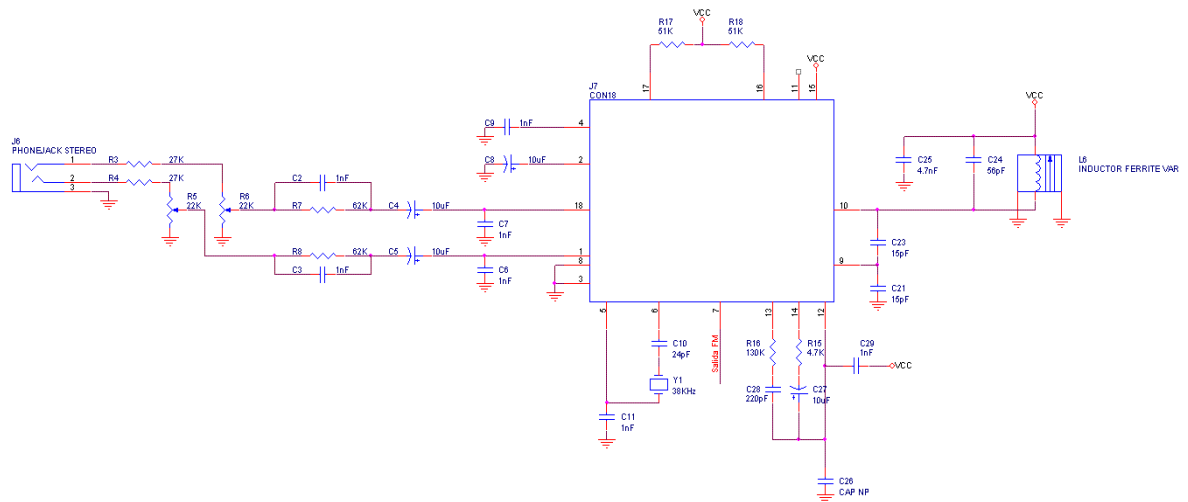 VCC
R17
51K
R18
51K
VCC
17
16
11
15
J7
CON18
VCC
C9
1nF
4
J6
PHONEJACK STEREO
C8
10uF
2
C25
4.7nF
C24
56pF
L6
INDUCTOR FERRITE VAR
1
R3
27K
2
R4
27K
3
R5
22K
R6
22K
C2
1nF
R7
62K
C4
10uF
18
10
C7
1nF
R8
62K
C5
10uF
1
C3
1nF
C6
1nF
8
3
C23
15pF
9
C21
15pF
5
6
7
13
14
12
Salida FM
C10
24pF
R16
130K
R15
4.7K
C29
1nF
VCC
Y1
38KHz
C28
220pF
C27
10uF
C11
1nF
C26
CAP NP